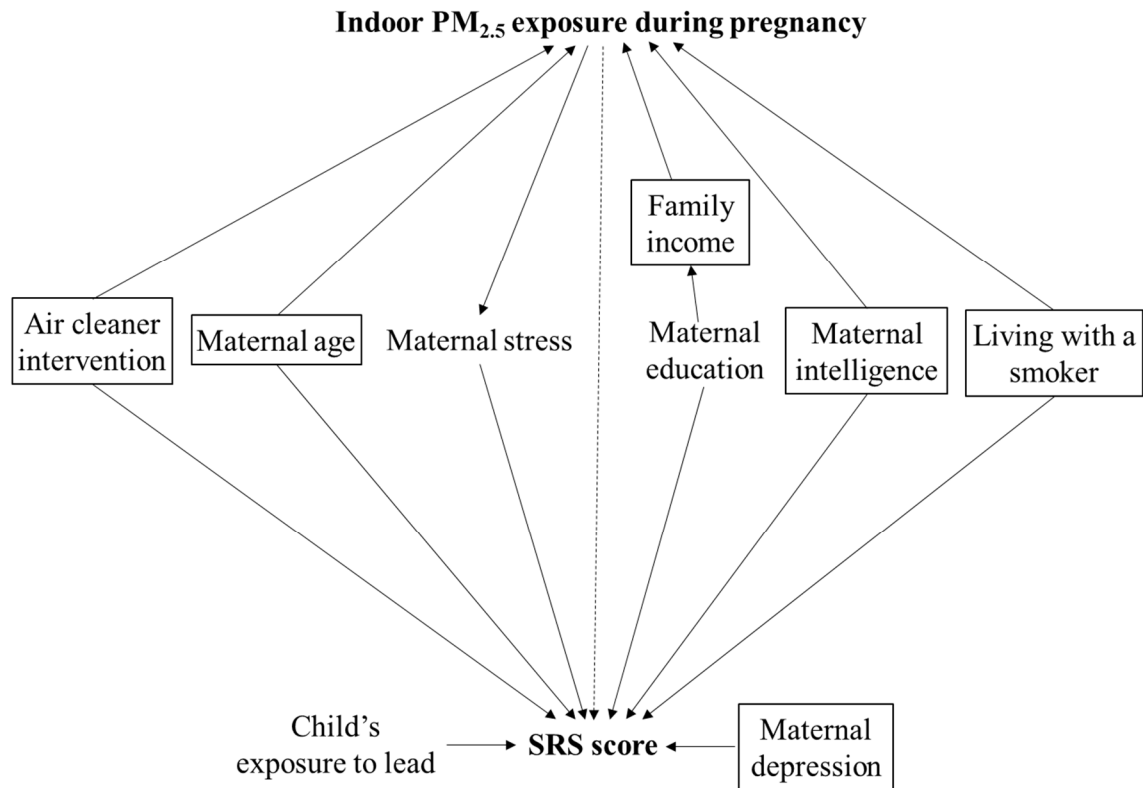 Indoor PM₂.₅ exposure during pregnancy
Family
income
Air cleaner
intervention
Maternal age
Maternal stress
Maternal
education
Maternal
intelligence
Living with a
smoker
Child's
exposure to lead
SRS score
Maternal
depression